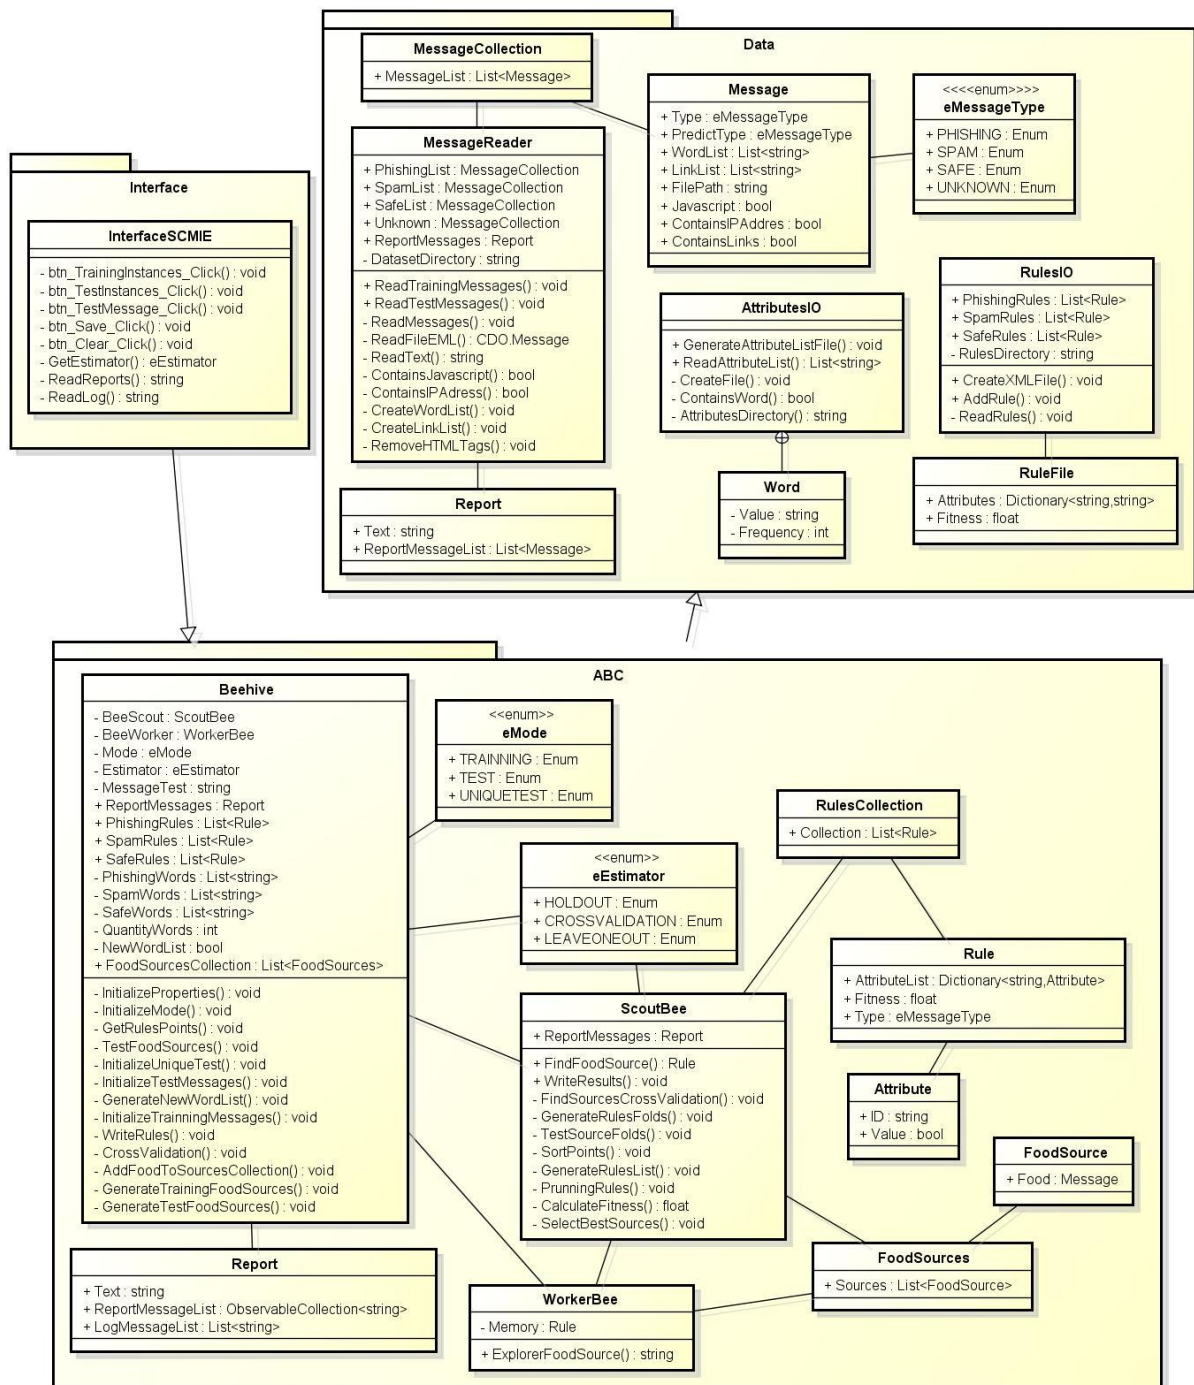 Data
MessageCollection
+ MessageList : List<Message>
MessageReader
+ PhishingList : MessageCollection
+ SpamList : MessageCollection
+ SafeList : MessageCollection
+ Unknown : MessageCollection
+ ReportMessages : Report
- DatasetDirectory : string
+ ReadTrainingMessages() : void
+ ReadTestMessages() : void
- ReadMessages() : void
- ReadFileEML() : CDO.Message
- ReadText() : string
- ContainsJavascript() : bool
- ContainsIPAdress() : bool
- CreateWordList() : void
- CreateLinkList() : void
- RemoveHTMLTags() : void
Report
+ Text : string
+ ReportMessageList : List<Message>
Message
+ Type : eMessageType
+ PredictType : eMessageType
+ WordList : List<string>
+ LinkList : List<string>
+ FilePath : string
+ Javascript : bool
+ ContainsIPAddres : bool
+ ContainsLinks : bool
<<<<enum>>>>
eMessageType
+ PHISHING : Enum
+ SPAM : Enum
+ SAFE : Enum
+ UNKNOWN : Enum
AttributesIO
+ GenerateAttributeListFile() : void
+ ReadAttributeList() : List<string>
- CreateFile() : void
- ContainsWord() : bool
- AttributesDirectory() : string
Word
- Value : string
- Frequency : int
RulesIO
+ PhishingRules : List<Rule>
+ SpamRules : List<Rule>
+ SafeRules : List<Rule>
- RulesDirectory : string
+ CreateXMLFile() : void
+ AddRule() : void
- ReadRules() : void
RuleFile
+ Attributes : Dictionary<string,string>
+ Fitness : float
Interface
InterfaceSCMIE
- btn_TrainingInstances_Click() : void
- btn_TestInstances_Click() : void
- btn_TestMessage_Click() : void
- btn_Save_Click() : void
- btn_Clear_Click() : void
- GetEstimator() : eEstimator
- ReadReports() : string
- ReadLog() : string
ABC
Beehive
- BeeScout : ScoutBee
- BeeWorker : WorkerBee
- Mode : eMode
- Estimator : eEstimator
- MessageTest : string
+ ReportMessages : Report
+ PhishingRules : List<Rule>
+ SpamRules : List<Rule>
+ SafeRules : List<Rule>
- PhishingWords : List<string>
- SpamWords : List<string>
- SafeWords : List<string>
- QuantityWords : int
- NewWordList : bool
+ FoodSourcesCollection : List<FoodSources>
- InitializeProperties() : void
- InitializeMode() : void
- GetRulesPoints() : void
- TestFoodSources() : void
- InitializeUniqueTest() : void
- InitializeTestMessages() : void
- GenerateNewWordList() : void
- InitializeTrainningMessages() : void
- WriteRules() : void
- CrossValidation() : void
- AddFoodToSourcesCollection() : void
- GenerateTrainingFoodSources() : void
- GenerateTestFoodSources() : void
Report
+ Text : string
+ ReportMessageList : ObservableCollection<string>
+ LogMessageList : List<string>
<<enum>>
eMode
+ TRAINNING : Enum
+ TEST : Enum
+ UNIQUETEST : Enum
<<enum>>
eEstimator
+ HOLDOUT : Enum
+ CROSSVALIDATION : Enum
+ LEAVEONEOUT : Enum
ScoutBee
+ ReportMessages : Report
+ FindFoodSource() : Rule
+ WriteResults() : void
- FindSourcesCrossValidation() : void
- GenerateRulesFolds() : void
- TestSourceFolds() : void
- SortPoints() : void
- GenerateRulesList() : void
- PrunningRules() : void
- CalculateFitness() : float
- SelectBestSources() : void
WorkerBee
- Memory : Rule
+ ExplorerFoodSource() : string
RulesCollection
+ Collection : List<Rule>
Rule
+ AttributeList : Dictionary<string,Attribute>
+ Fitness : float
+ Type : eMessageType
Attribute
+ ID : string
+ Value : bool
FoodSource
+ Food : Message
FoodSources
+ Sources : List<FoodSource>